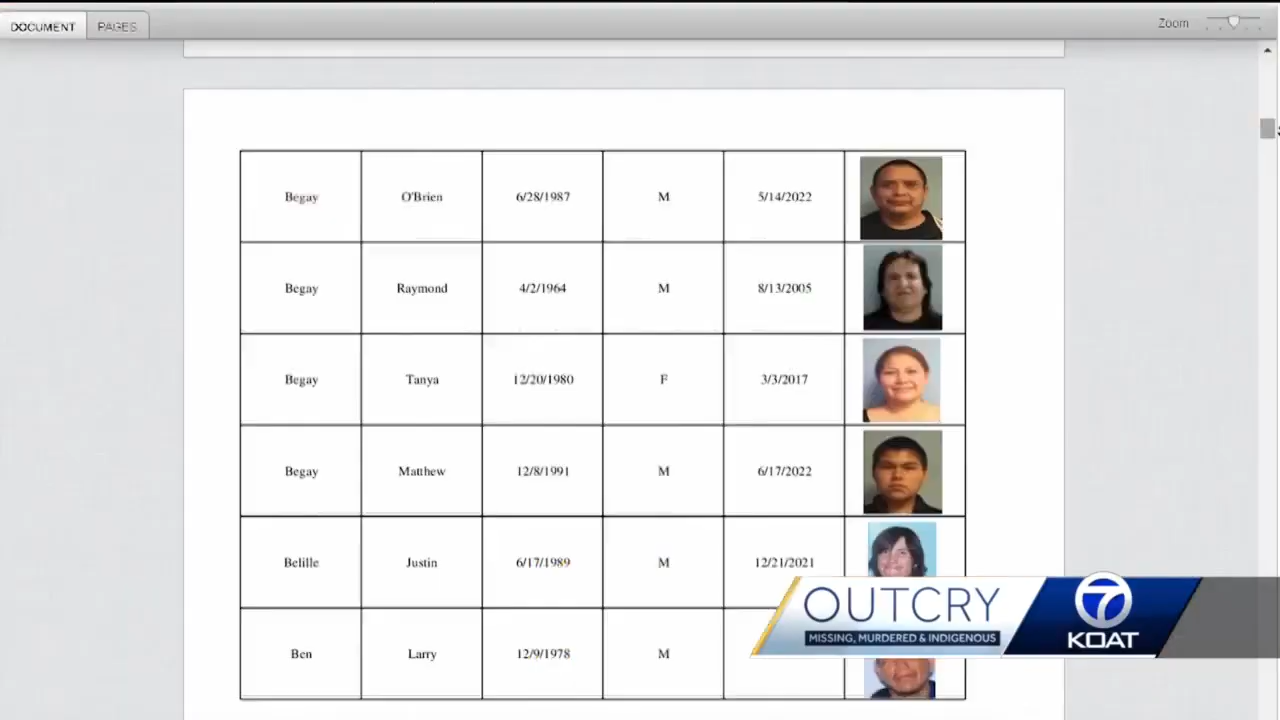 DOCUMENT PAGES Zoom
Begay O'Brien 6/28/1987 M 5/14/2022
Begay Raymond 4/2/1964 M 8/13/2005
Begay Tanya 12/20/1980 F 3/3/2017
Begay Matthew 12/8/1991 M 6/17/2022
Belille Justin 6/17/1989 M 12/21/2021
Ben Larry 12/9/1978 M
OUTCRY
MISSING, MURDERED & INDIGENOUS
7
KOAT